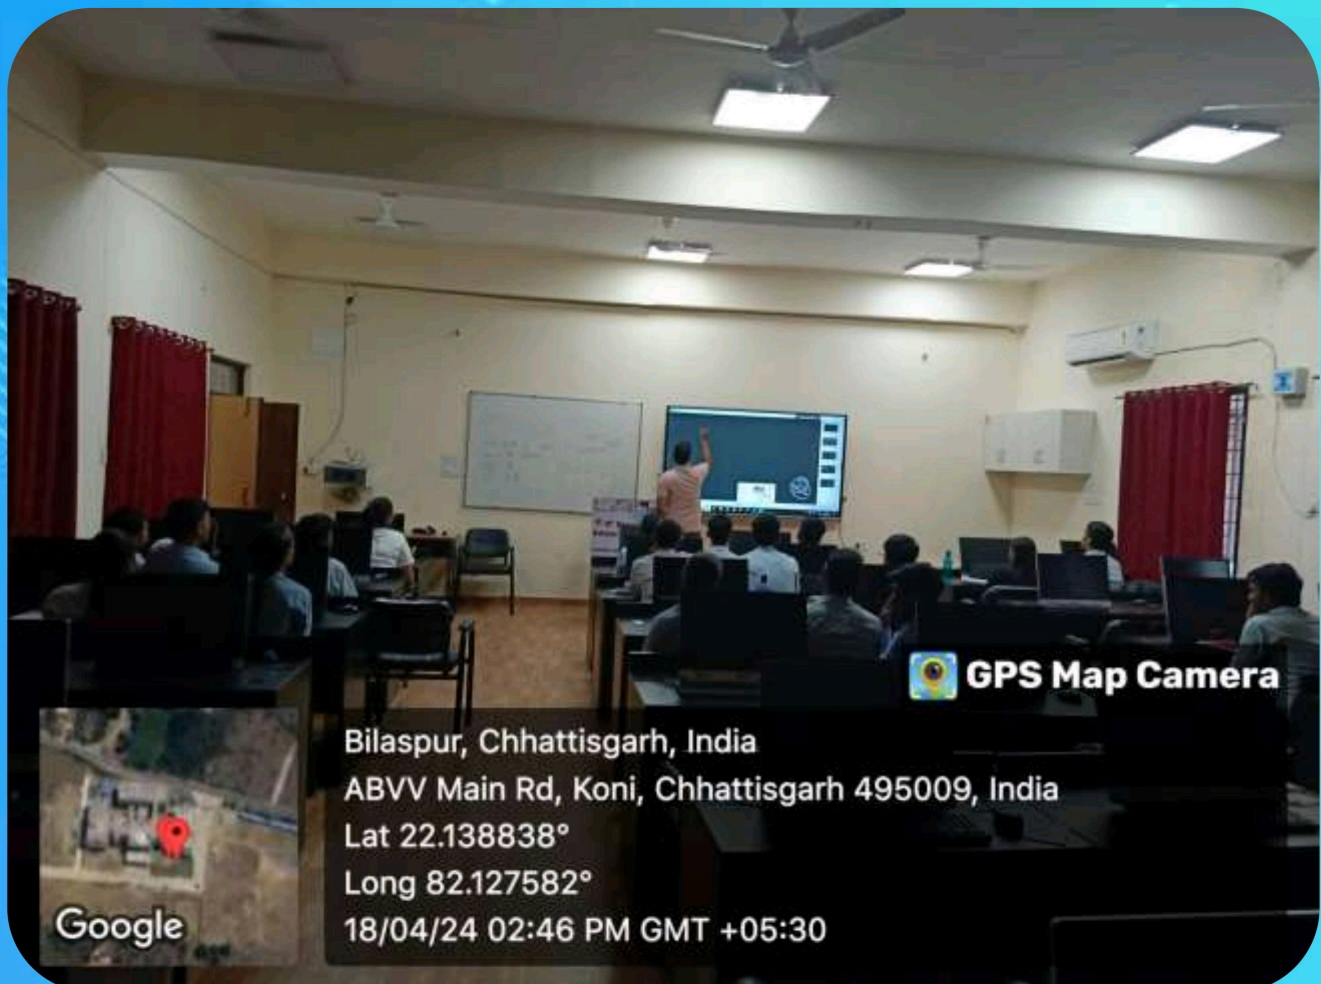 GPS Map Camera
Bilaspur, Chhattisgarh, India
ABVV Main Rd, Koni, Chhattisgarh 495009, India
Lat 22.138838°
Long 82.127582°
18/04/24 02:46 PM GMT +05:30
Google